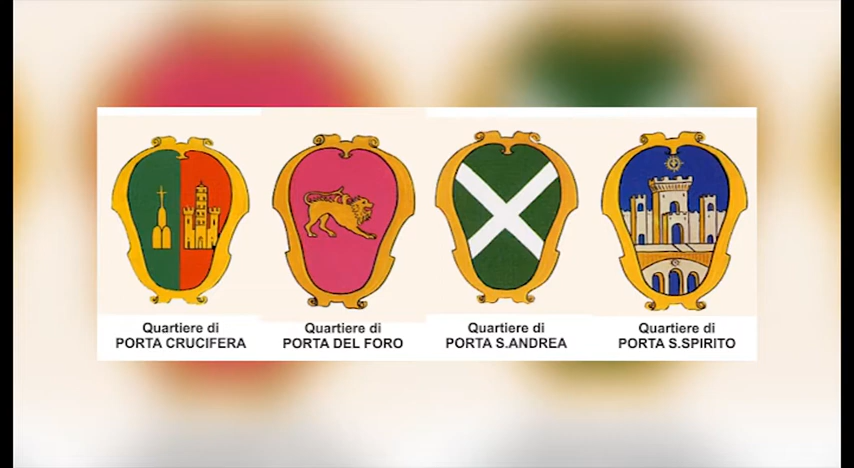 Quartiere di
PORTA CRUCIFERA
Quartiere di
PORTA DEL FORO
Quartiere di
PORTA S.ANDREA
Quartiere di
PORTA S.SPIRITO